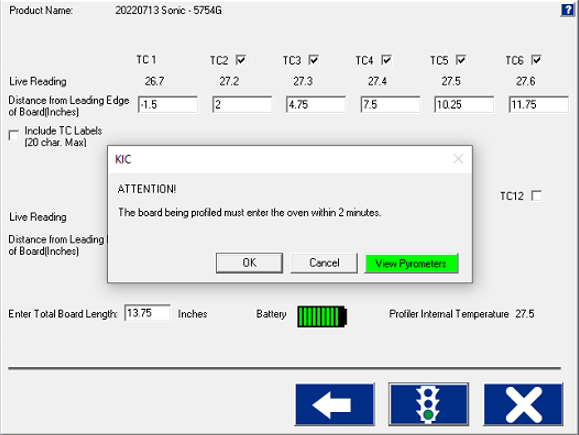 Product Name: 20220713 Sonic - 5754G ?
TC 1 TC2 TC3 TC4 TC5 TC6
Live Reading 26.7 27.2 27.3 27.4 27.5 27.6
Distance from Leading Edge
of Board(Inches) -1.5 2 4.75 7.5 10.25 11.75
Include TC Labels
(20 char. Max)
KIC
ATTENTION!
The board being profiled must enter the oven within 2 minutes.
OK Cancel View Pyrometers
TC12
Live Reading
Distance from Leading
of Board(Inches)
Enter Total Board Length: 13.75 Inches Battery Profiler Internal Temperature 27.5